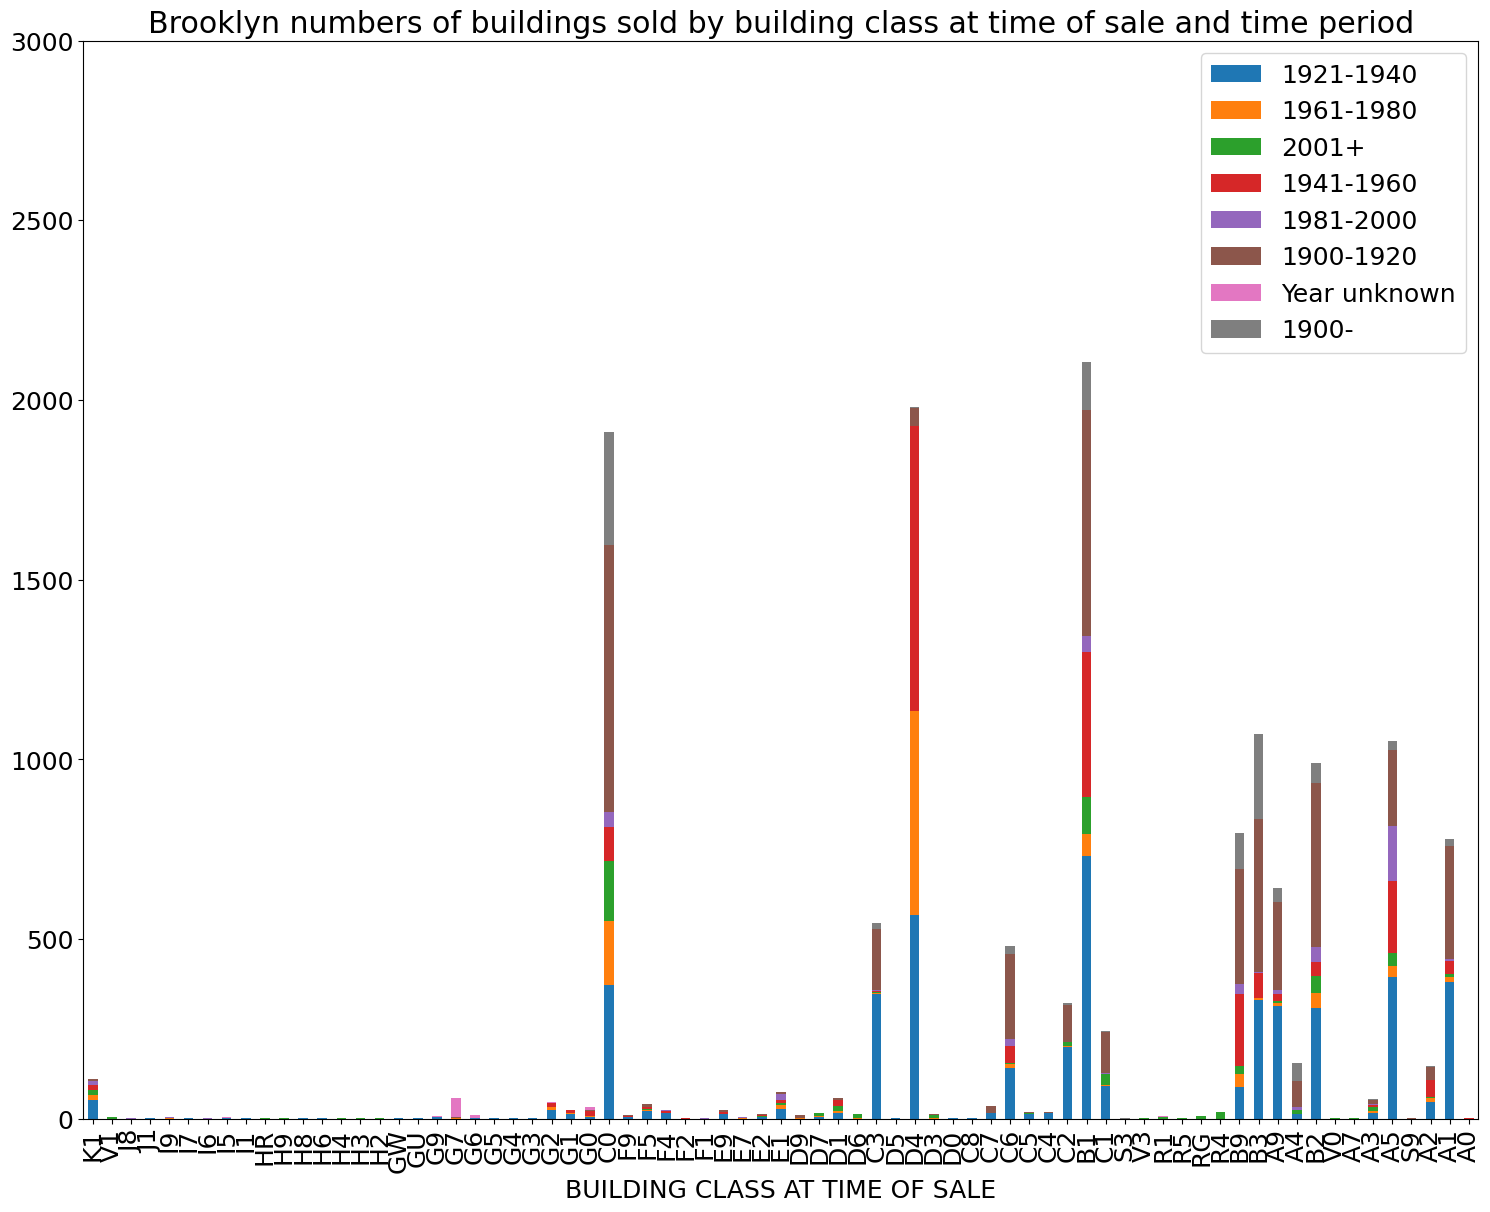 Brooklyn numbers of buildings sold by building class at time of sale and time period
3000
2500
2000
1500
1000
500
0
1921-1940
1961-1980
2001+
1941-1960
1981-2000
1900-1920
Year unknown
1900-
K1
V1
J8
J1
I9
I7
I6
I5
I1
HR
H9
H8
H6
H4
H3
H2
GW
GU
G9
G7
G6
G5
G4
G3
G2
G1
G0
C0
F9
F5
F4
F2
F1
E9
E7
E2
E1
D9
D7
D1
D6
C3
D5
D4
D3
D0
C8
C7
C6
C5
C4
C2
B1
C1
S3
V3
R1
R5
RG
R4
B9
B3
A9
A4
B2
V0
A7
A3
A5
S9
A2
A1
A0
BUILDING CLASS AT TIME OF SALE